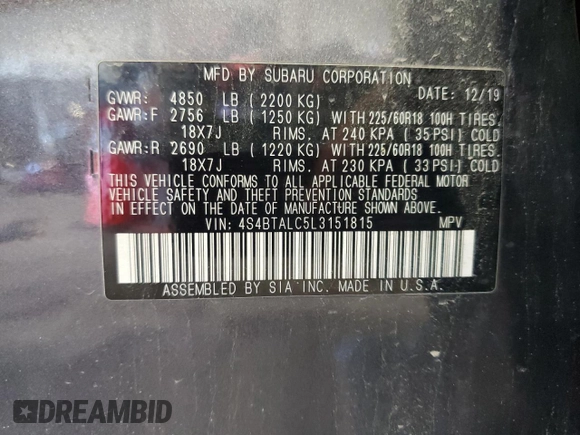 MFD BY SUBARU CORPORATION
GVWR: 4850 LB (2200 KG) DATE: 12/19
GAWR:F 2756 LB (1250 KG) WITH 225/60R18 100H TIRES.
18X7J RIMS. AT 240 KPA (35 PSI) COLD
GAWR:R 2690 LB (1220 KG) WITH 225/60R18 100H TIRES.
18X7J RIMS. AT 230 KPA (33 PSI) COLD
THIS VEHICLE CONFORMS TO ALL APPLICABLE FEDERAL MOTOR
VEHICLE SAFETY AND THEFT PREVENTION STANDARDS
IN EFFECT ON THE DATE OF MANUFACTURE SHOWN ABOVE.
VIN: 4S4BTALC5L3151815 MPV
ASSEMBLED BY SIA INC. MADE IN U.S.A.
DREAMBID